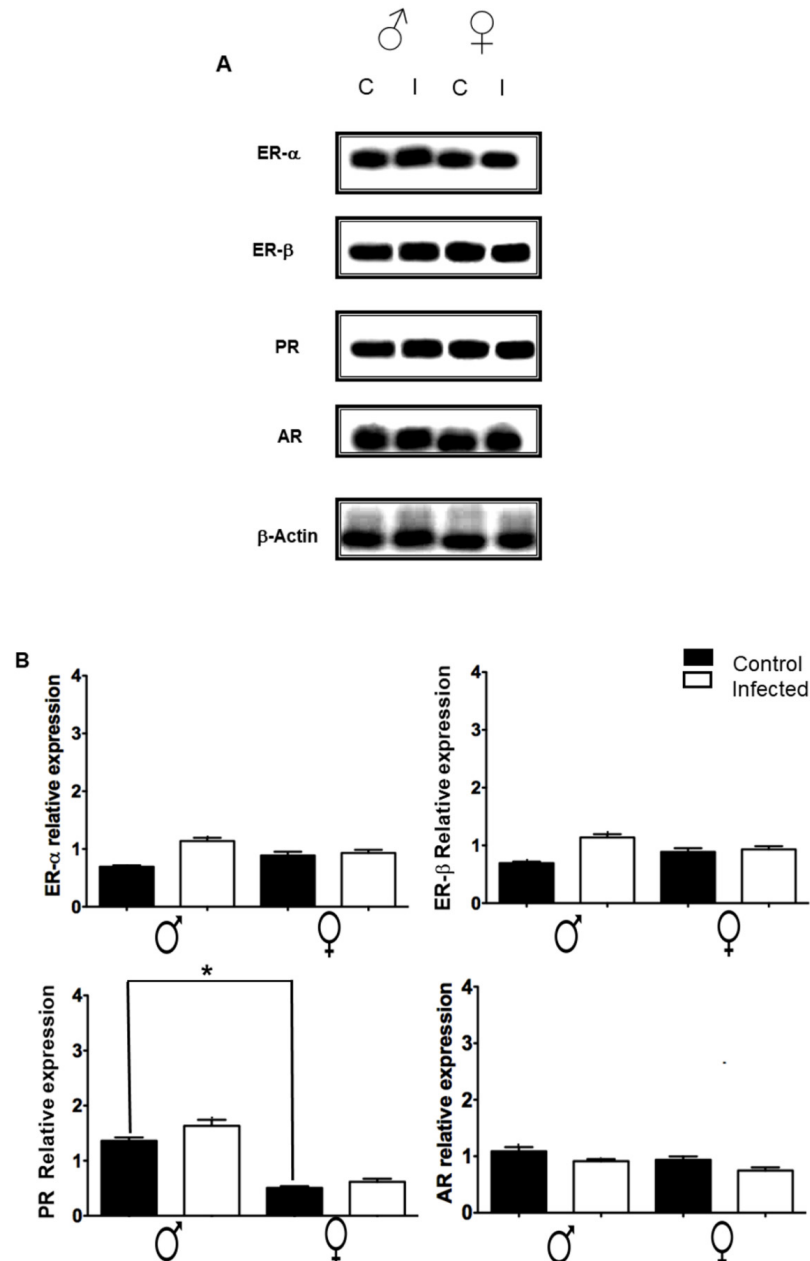 ♂ ♀
A
C I C I
ER-α
ER-β
PR
AR
β-Actin
B
Control
Infected
ER-α relative expression
4
3
2
1
0
♂ ♀
ER-β Relative expression
4
3
2
1
0
♂ ♀
PR Relative expression
4
3
2
1
0
*
♂ ♀
AR relative expression
4
3
2
1
0
♂ ♀